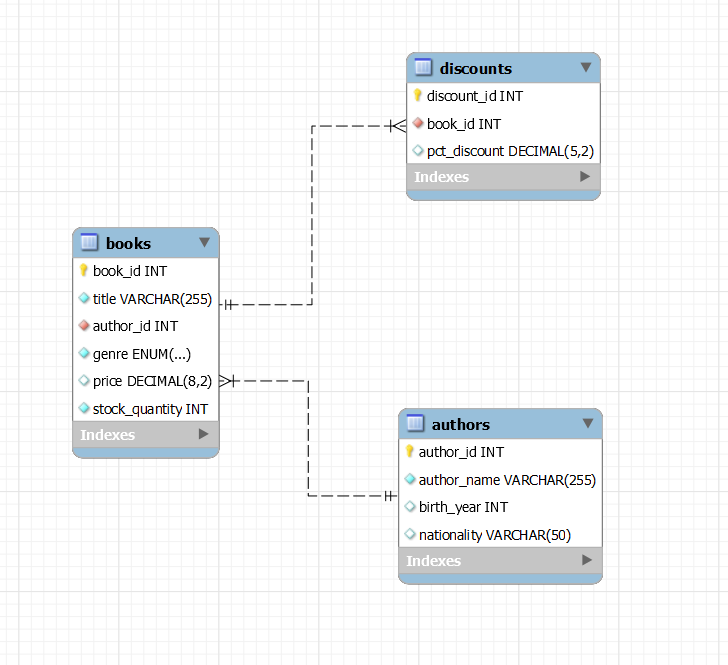 discounts
discount_id INT
book_id INT
pct_discount DECIMAL(5,2)
Indexes
books
book_id INT
title VARCHAR(255)
author_id INT
genre ENUM(...)
price DECIMAL(8,2)
stock_quantity INT
Indexes
authors
author_id INT
author_name VARCHAR(255)
birth_year INT
nationality VARCHAR(50)
Indexes